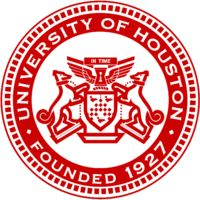 UNIVERSITY OF HOUSTON
IN TIME
· FOUNDED 1927 ·